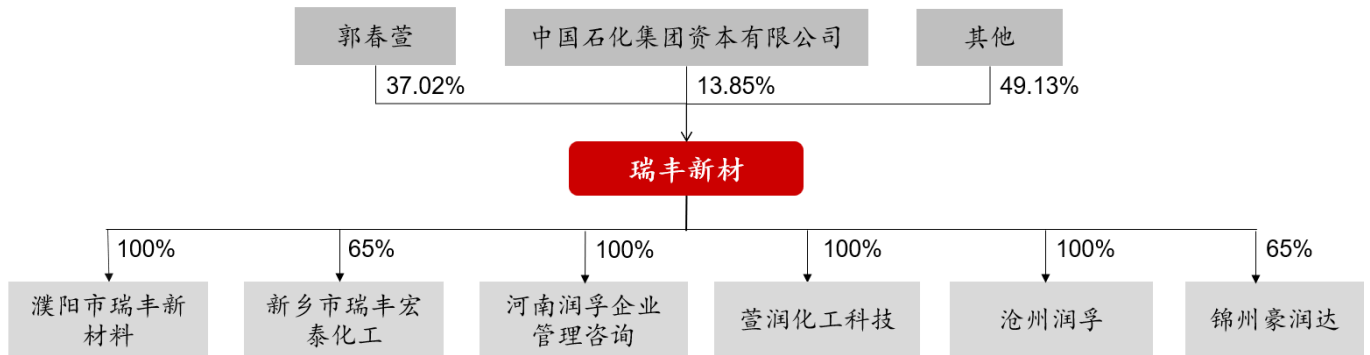 郭春萱
中国石化集团资本有限公司
其他
37.02%
13.85%
49.13%
瑞丰新材
100%
65%
100%
100%
100%
65%
濮阳市瑞丰新
材料
新乡市瑞丰宏
泰化工
河南润孚企业
管理咨询
萱润化工科技
沧州润孚
锦州豪润达